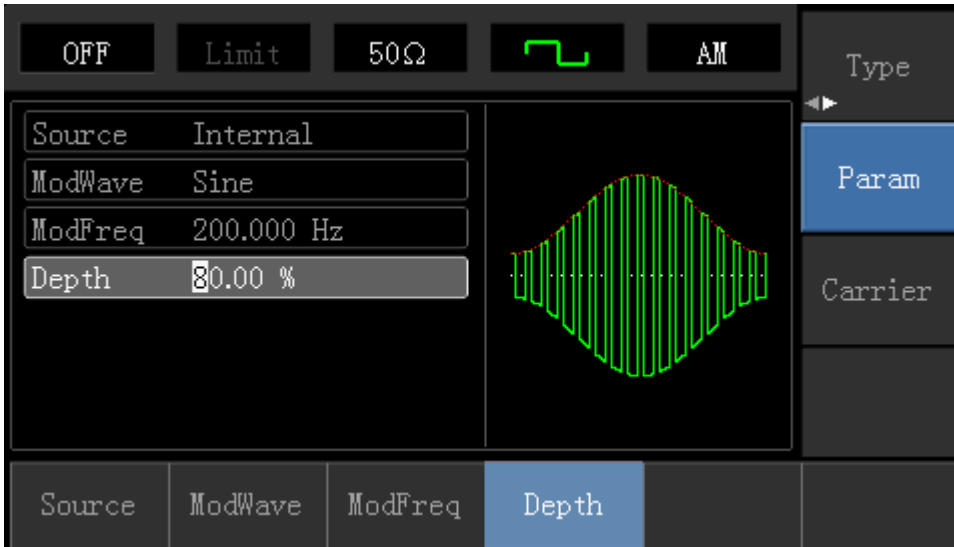 OFF Limit 50Ω AM
Type
Source Internal
ModWave Sine
ModFreq 200.000 Hz
Depth 80.00 %
Param
Carrier
Source ModWave ModFreq Depth